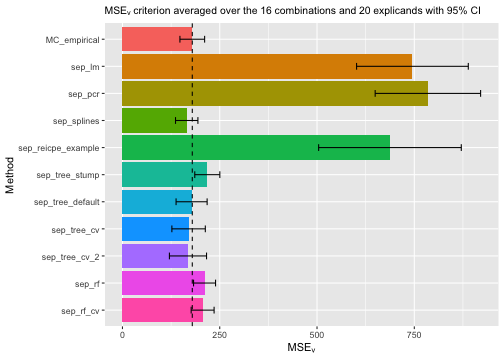 MSEᵥ criterion averaged over the 16 combinations and 20 explicands with 95% CI
Method
MC_empirical
sep_lm
sep_pcr
sep_splines
sep_reicpe_example
sep_tree_stump
sep_tree_default
sep_tree_cv
sep_tree_cv_2
sep_rf
sep_rf_cv
0 250 500 750
MSEᵥ